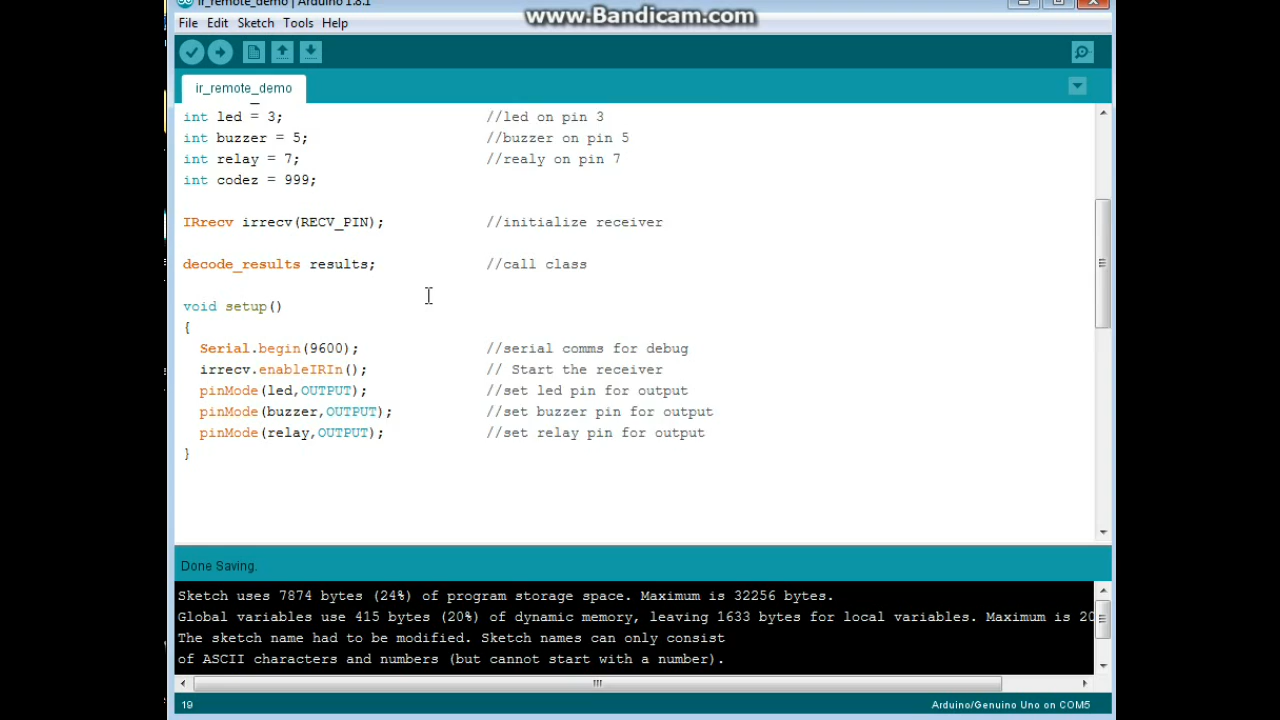 ir_remote_demo | Arduino 1.8.1
www.Bandicam.com
File Edit Sketch Tools Help
ir_remote_demo
int led = 3; //led on pin 3
int buzzer = 5; //buzzer on pin 5
int relay = 7; //realy on pin 7
int codez = 999;
IRrecv irrecv(RECV_PIN); //initialize receiver
decode_results results; //call class
void setup()
{
Serial.begin(9600); //serial comms for debug
irrecv.enableIRIn(); // Start the receiver
pinMode(led,OUTPUT); //set led pin for output
pinMode(buzzer,OUTPUT); //set buzzer pin for output
pinMode(relay,OUTPUT); //set relay pin for output
}
Done Saving.
Sketch uses 7874 bytes (24%) of program storage space. Maximum is 32256 bytes.
Global variables use 415 bytes (20%) of dynamic memory, leaving 1633 bytes for local variables. Maximum is 20
The sketch name had to be modified. Sketch names can only consist
of ASCII characters and numbers (but cannot start with a number).
19 Arduino/Genuino Uno on COM5